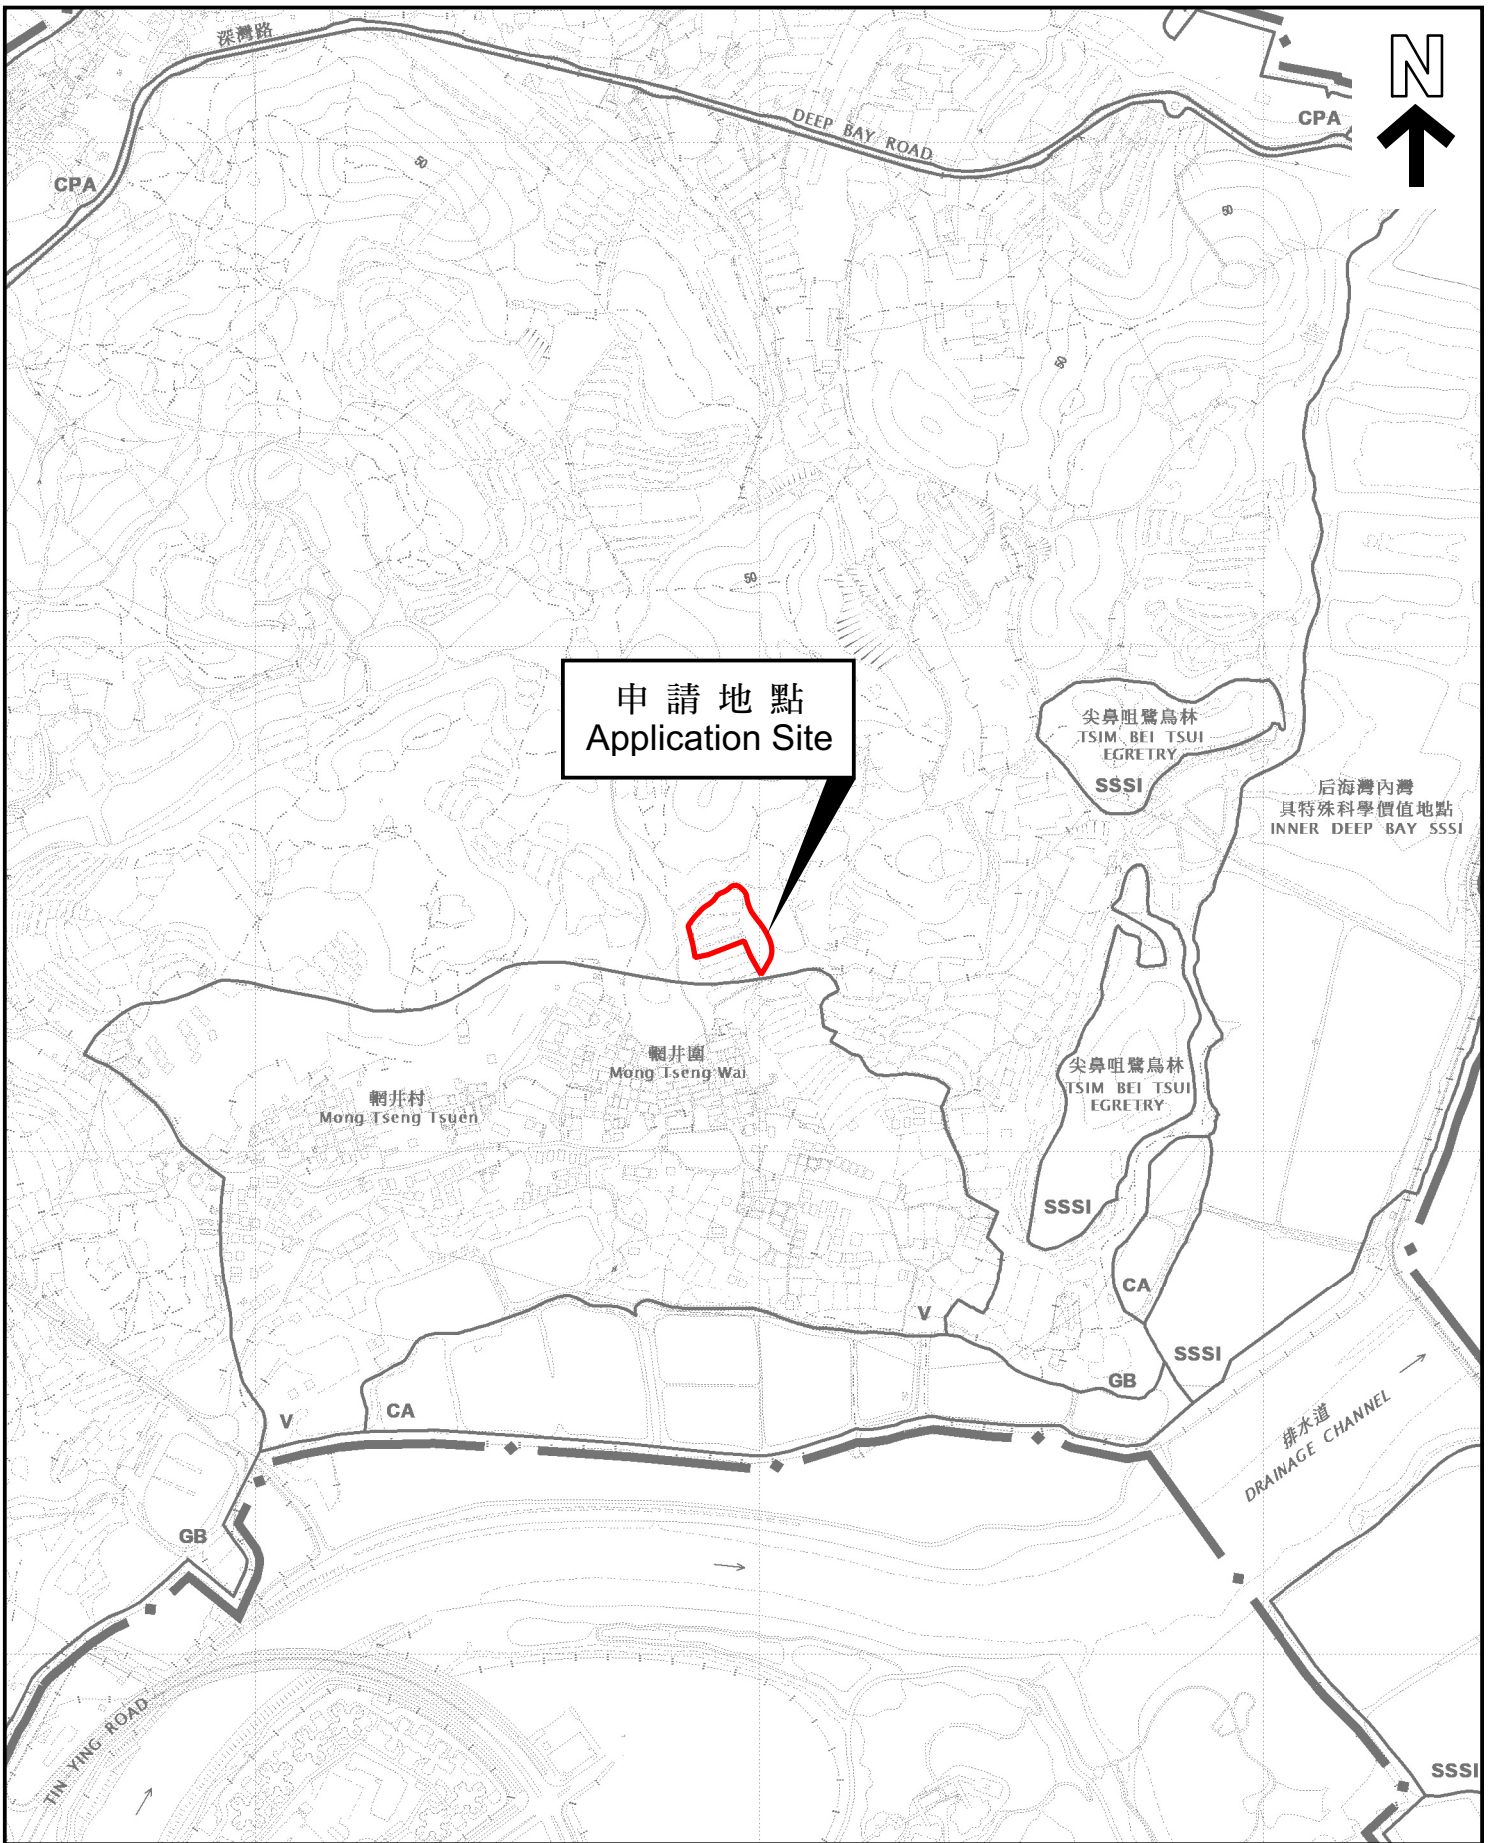 深灣路
N
CPA
DEEP BAY ROAD
CPA
50
50
50
50
申請地點
Application Site
尖鼻咀鷺鳥林
TSIM BEI TSUI
EGRETRY
SSSI
后海灣內灣
具特殊科學價值地點
INNER DEEP BAY SSSI
輞井圍
Mong Tseng Wai
輞井村
Mong Tseng Tsuen
尖鼻咀鷺鳥林
TSIM BEI TSUI
EGRETRY
SSSI
CA
V
SSSI
GB
CA
V
排水道
DRAINAGE CHANNEL
GB
TIN YING ROAD
SSSI